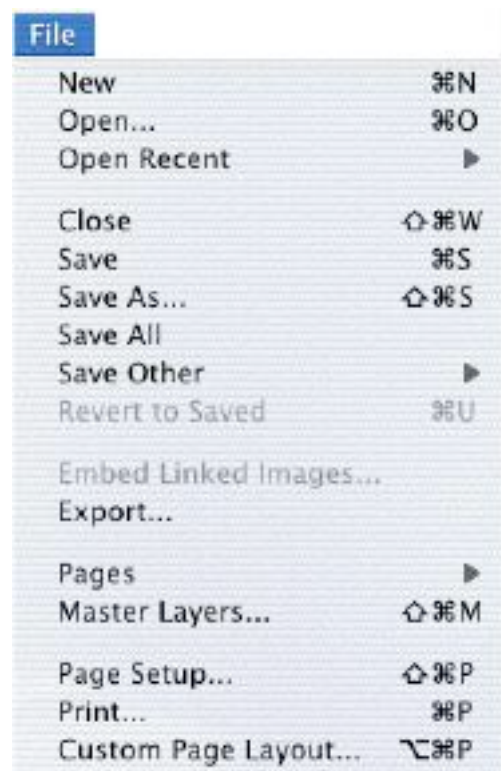 File
New ⌘N
Open... ⌘O
Open Recent ▶
Close ⇧⌘W
Save ⌘S
Save As... ⇧⌘S
Save All
Save Other ▶
Revert to Saved ⌘U
Embed Linked Images...
Export...
Pages ▶
Master Layers... ⇧⌘M
Page Setup... ⇧⌘P
Print... ⌘P
Custom Page Layout... ⌥⌘P